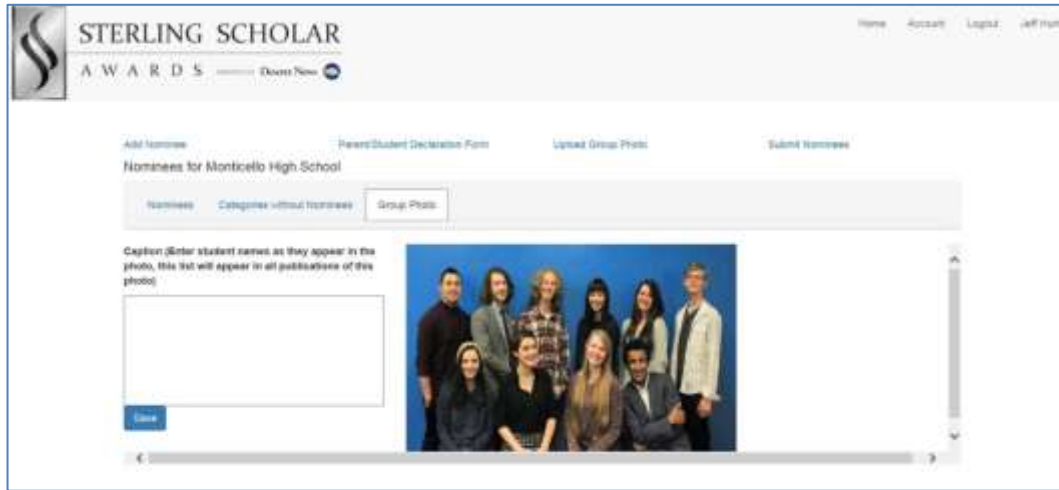 STERLING SCHOLAR
AWARDS Deseret News
Home Account Logout Jeff
Add Nominee Parent/Student Declaration Form Upload Group Photo Submit Nominees
Nominees for Monticello High School
Nominees Categories without Nominees Group Photo
Caption (Enter student names as they appear in the
photo, this list will appear in all publications of this
photo)
Save